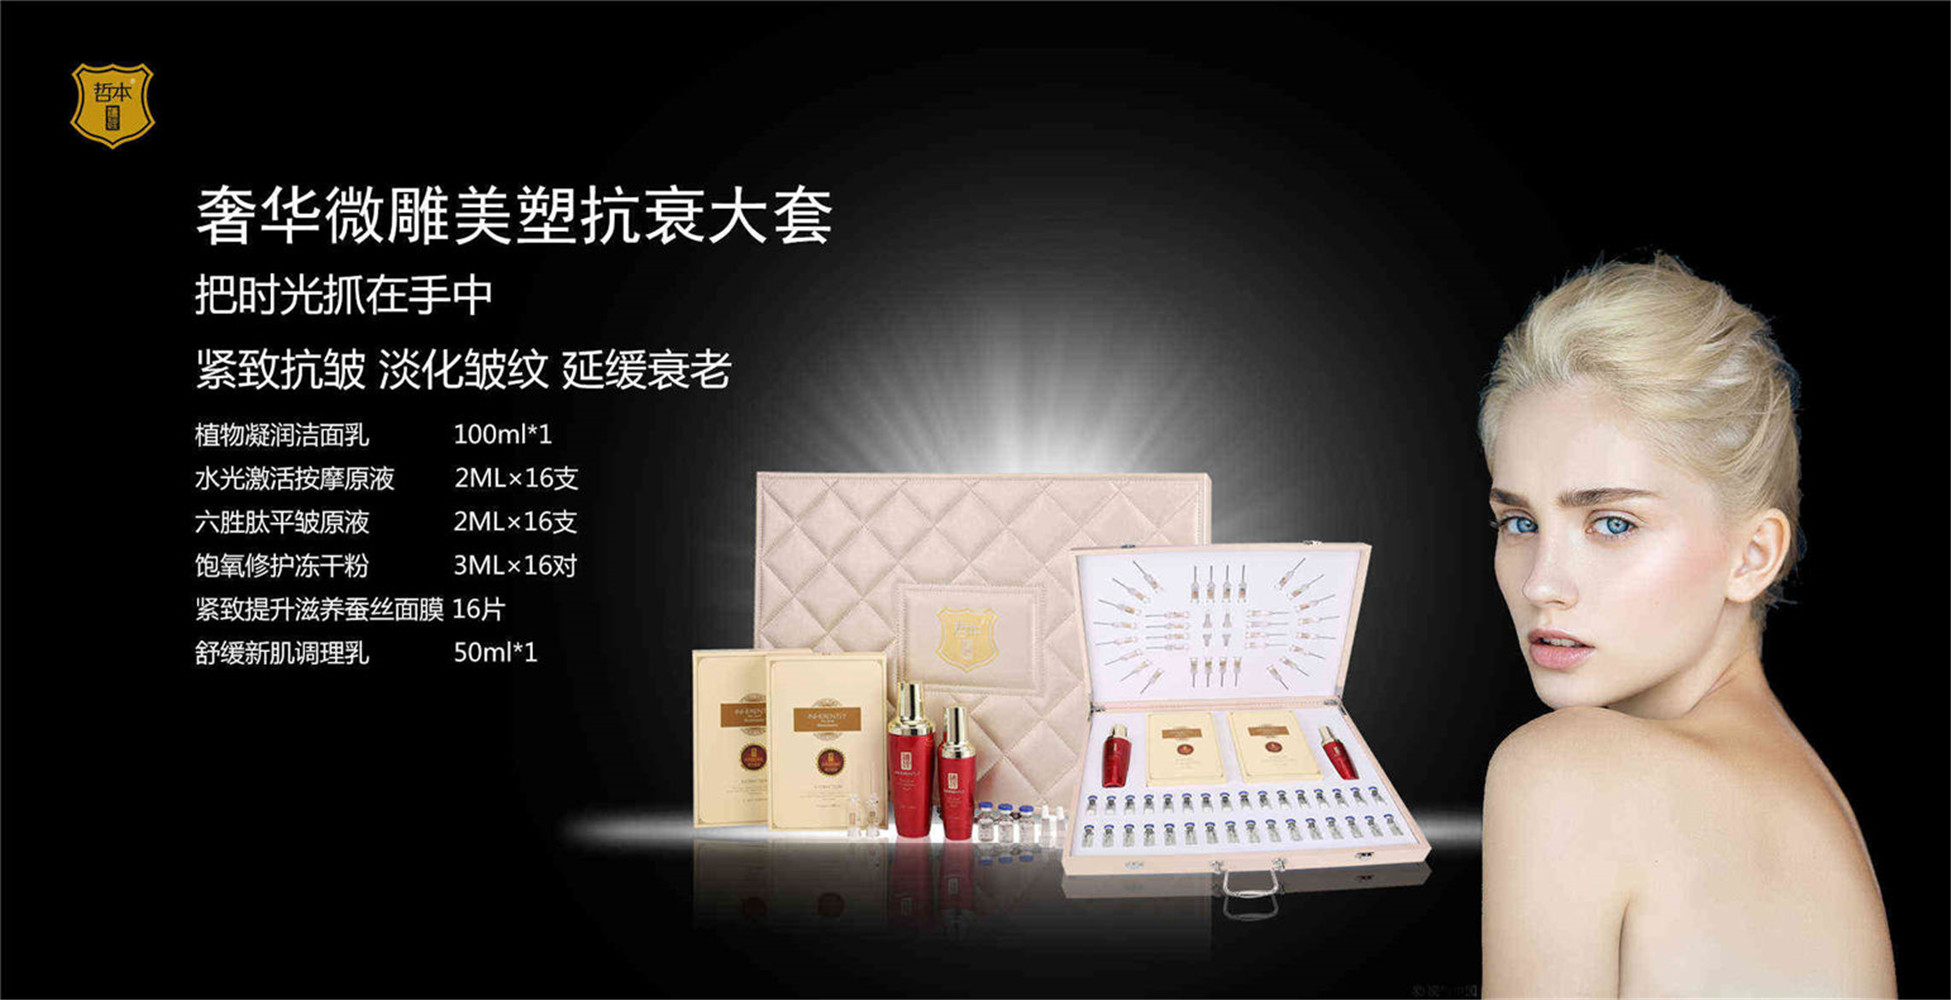 哲本®
奢华微雕美塑抗衰大套
把时光抓在手中
紧致抗皱 淡化皱纹 延缓衰老
植物凝润洁面乳 100ml*1
水光激活按摩原液 2ML×16支
六胜肽平皱原液 2ML×16支
饱氧修护冻干粉 3ML×16对
紧致提升滋养蚕丝面膜 16片
舒缓新肌调理乳 50ml*1
哲本
INHERENTLY